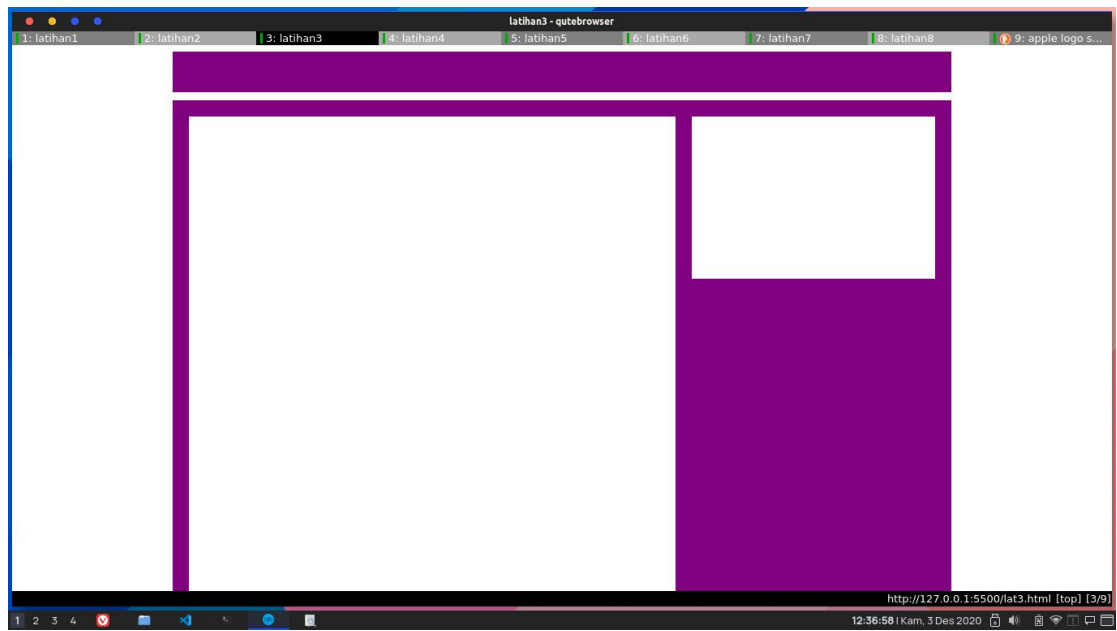 latihan3 - qutebrowser
1: latihan1 2: latihan2 3: latihan3 4: latihan4 5: latihan5 6: latihan6 7: latihan7 8: latihan8 9: apple logo s...
http://127.0.0.1:5500/lat3.html [top] [3/9]
1 2 3 4 12:36:58 | Kam, 3 Des 2020